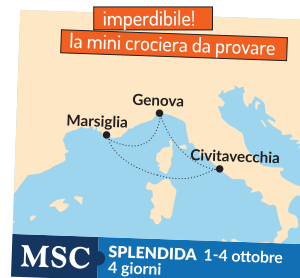 imperdibile!
la mini crociera da provare
Genova
Marsiglia
Civitavecchia
MSC SPLENDIDA 1-4 ottobre
4 giorni